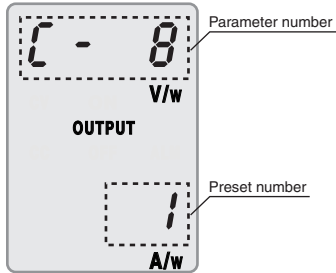 Parameter number
C - 8
V/w
OUTPUT
Preset number
1
A/w